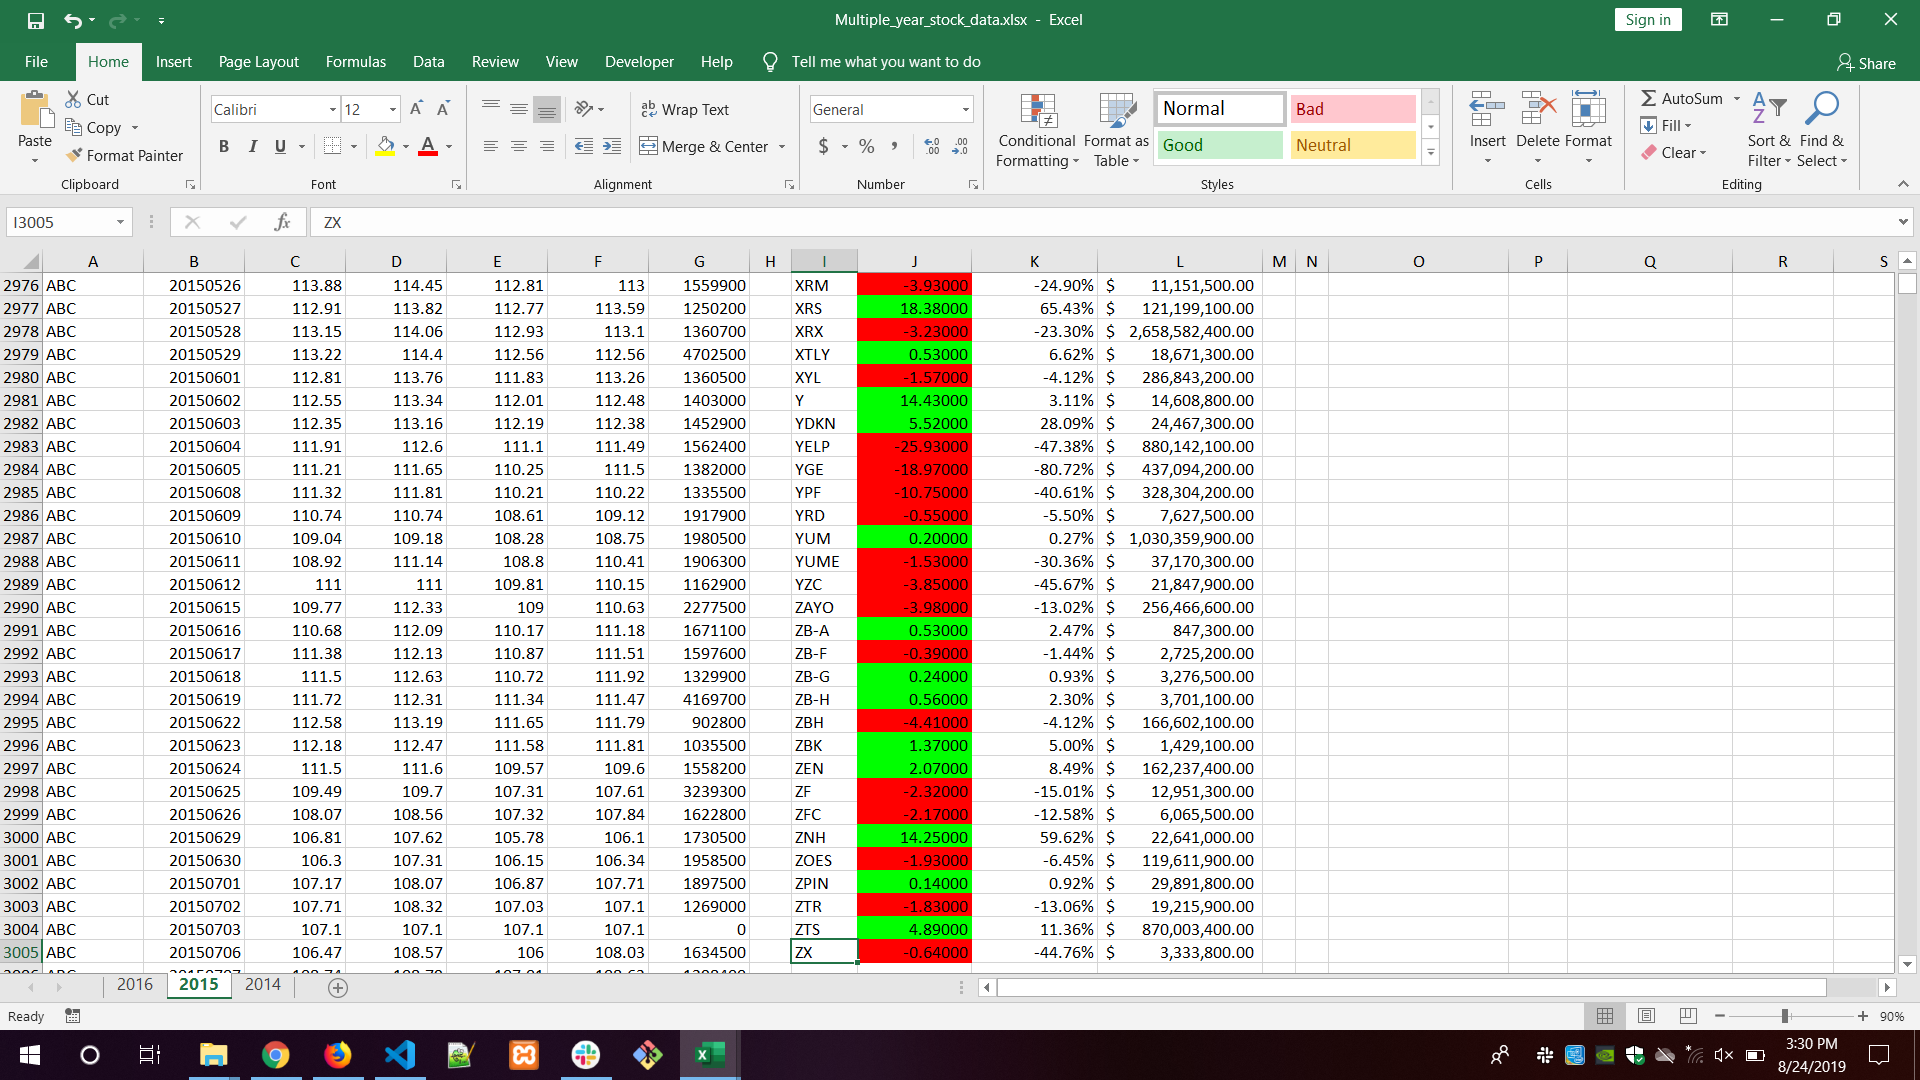 Multiple_year_stock_data.xlsx - Excel
Sign in
File Home Insert Page Layout Formulas Data Review View Developer Help Tell me what you want to do Share
Paste
Cut
Copy
Format Painter
Clipboard
Calibri 12
B I U
Font
Wrap Text
Merge & Center
Alignment
General
$ % ,
Number
Conditional Formatting
Format as Table
Normal Bad
Good Neutral
Styles
Insert Delete Format
Cells
AutoSum
Fill
Clear
Sort & Filter
Find & Select
Editing
I3005 fx ZX
A B C D E F G H I J K L M N O P Q R S
2976 ABC 20150526 113.88 114.45 112.81 113 1559900 XRM -3.93000 -24.90% $ 11,151,500.00
2977 ABC 20150527 112.91 113.82 112.77 113.59 1250200 XRS 18.38000 65.43% $ 121,199,100.00
2978 ABC 20150528 113.15 114.06 112.93 113.1 1360700 XRX -3.23000 -23.30% $ 2,658,582,400.00
2979 ABC 20150529 113.22 114.4 112.56 112.56 4702500 XTLY 0.53000 6.62% $ 18,671,300.00
2980 ABC 20150601 112.81 113.76 111.83 113.26 1360500 XYL -1.57000 -4.12% $ 286,843,200.00
2981 ABC 20150602 112.55 113.34 112.01 112.48 1403000 Y 14.43000 3.11% $ 14,608,800.00
2982 ABC 20150603 112.35 113.16 112.19 112.38 1452900 YDKN 5.52000 28.09% $ 24,467,300.00
2983 ABC 20150604 111.91 112.6 111.1 111.49 1562400 YELP -25.93000 -47.38% $ 880,142,100.00
2984 ABC 20150605 111.21 111.65 110.25 111.5 1382000 YGE -18.97000 -80.72% $ 437,094,200.00
2985 ABC 20150608 111.32 111.81 110.21 110.22 1335500 YPF -10.75000 -40.61% $ 328,304,200.00
2986 ABC 20150609 110.74 110.74 108.61 109.12 1917900 YRD -0.55000 -5.50% $ 7,627,500.00
2987 ABC 20150610 109.04 109.18 108.28 108.75 1980500 YUM 0.20000 0.27% $ 1,030,359,900.00
2988 ABC 20150611 108.92 111.14 108.8 110.41 1906300 YUME -1.53000 -30.36% $ 37,170,300.00
2989 ABC 20150612 111 111 109.81 110.15 1162900 YZC -3.85000 -45.67% $ 21,847,900.00
2990 ABC 20150615 109.77 112.33 109 110.63 2277500 ZAYO -3.98000 -13.02% $ 256,466,600.00
2991 ABC 20150616 110.68 112.09 110.17 111.18 1671100 ZB-A 0.53000 2.47% $ 847,300.00
2992 ABC 20150617 111.38 112.13 110.87 111.51 1597600 ZB-F -0.39000 -1.44% $ 2,725,200.00
2993 ABC 20150618 111.5 112.63 110.72 111.92 1329900 ZB-G 0.24000 0.93% $ 3,276,500.00
2994 ABC 20150619 111.72 112.31 111.34 111.47 4169700 ZB-H 0.56000 2.30% $ 3,701,100.00
2995 ABC 20150622 112.58 113.19 111.65 111.79 902800 ZBH -4.41000 -4.12% $ 166,602,100.00
2996 ABC 20150623 112.18 112.47 111.58 111.81 1035500 ZBK 1.37000 5.00% $ 1,429,100.00
2997 ABC 20150624 111.5 111.6 109.57 109.6 1558200 ZEN 2.07000 8.49% $ 162,237,400.00
2998 ABC 20150625 109.49 109.7 107.31 107.61 3239300 ZF -2.32000 -15.01% $ 12,951,300.00
2999 ABC 20150626 108.07 108.56 107.32 107.84 1622800 ZFC -2.17000 -12.58% $ 6,065,500.00
3000 ABC 20150629 106.81 107.62 105.78 106.1 1730500 ZNH 14.25000 59.62% $ 22,641,000.00
3001 ABC 20150630 106.3 107.31 106.15 106.34 1958500 ZOES -1.93000 -6.45% $ 119,611,900.00
3002 ABC 20150701 107.17 108.07 106.87 107.71 1897500 ZPIN 0.14000 0.92% $ 29,891,800.00
3003 ABC 20150702 107.71 108.32 107.03 107.1 1269000 ZTR -1.83000 -13.06% $ 19,215,900.00
3004 ABC 20150703 107.1 107.1 107.1 107.1 0 ZTS 4.89000 11.36% $ 870,003,400.00
3005 ABC 20150706 106.47 108.57 106 108.03 1634500 ZX -0.64000 -44.76% $ 3,333,800.00
2016 2015 2014
Ready 90%
3:30 PM
8/24/2019